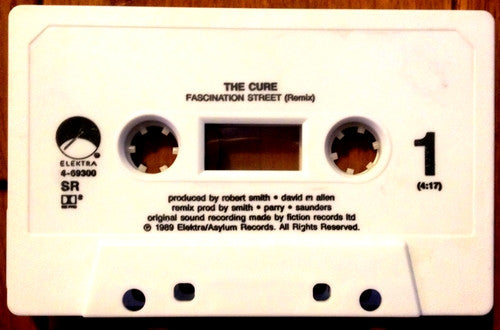 THE CURE
FASCINATION STREET (Remix)
ELEKTRA
4-69300
SR
1
(4:17)
produced by robert smith • david m allen
remix prod by smith • parry • saunders
original sound recording made by fiction records ltd
℗ 1989 Elektra/Asylum Records. All Rights Reserved.